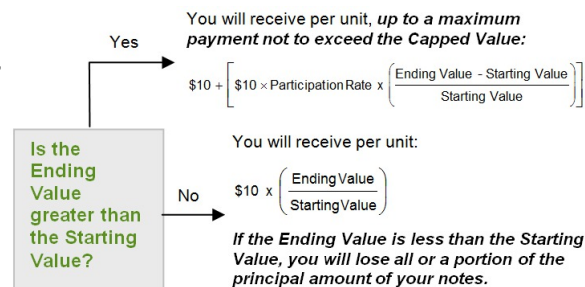 You will receive per unit, up to a maximum
payment not to exceed the Capped Value:
Yes
$10 + [ $10 × Participation Rate x ( Ending Value - Starting Value / Starting Value ) ]
Is the
Ending
Value
greater than
the Starting
Value?
No
You will receive per unit:
$10 x ( Ending Value / Starting Value )
If the Ending Value is less than the Starting
Value, you will lose all or a portion of the
principal amount of your notes.